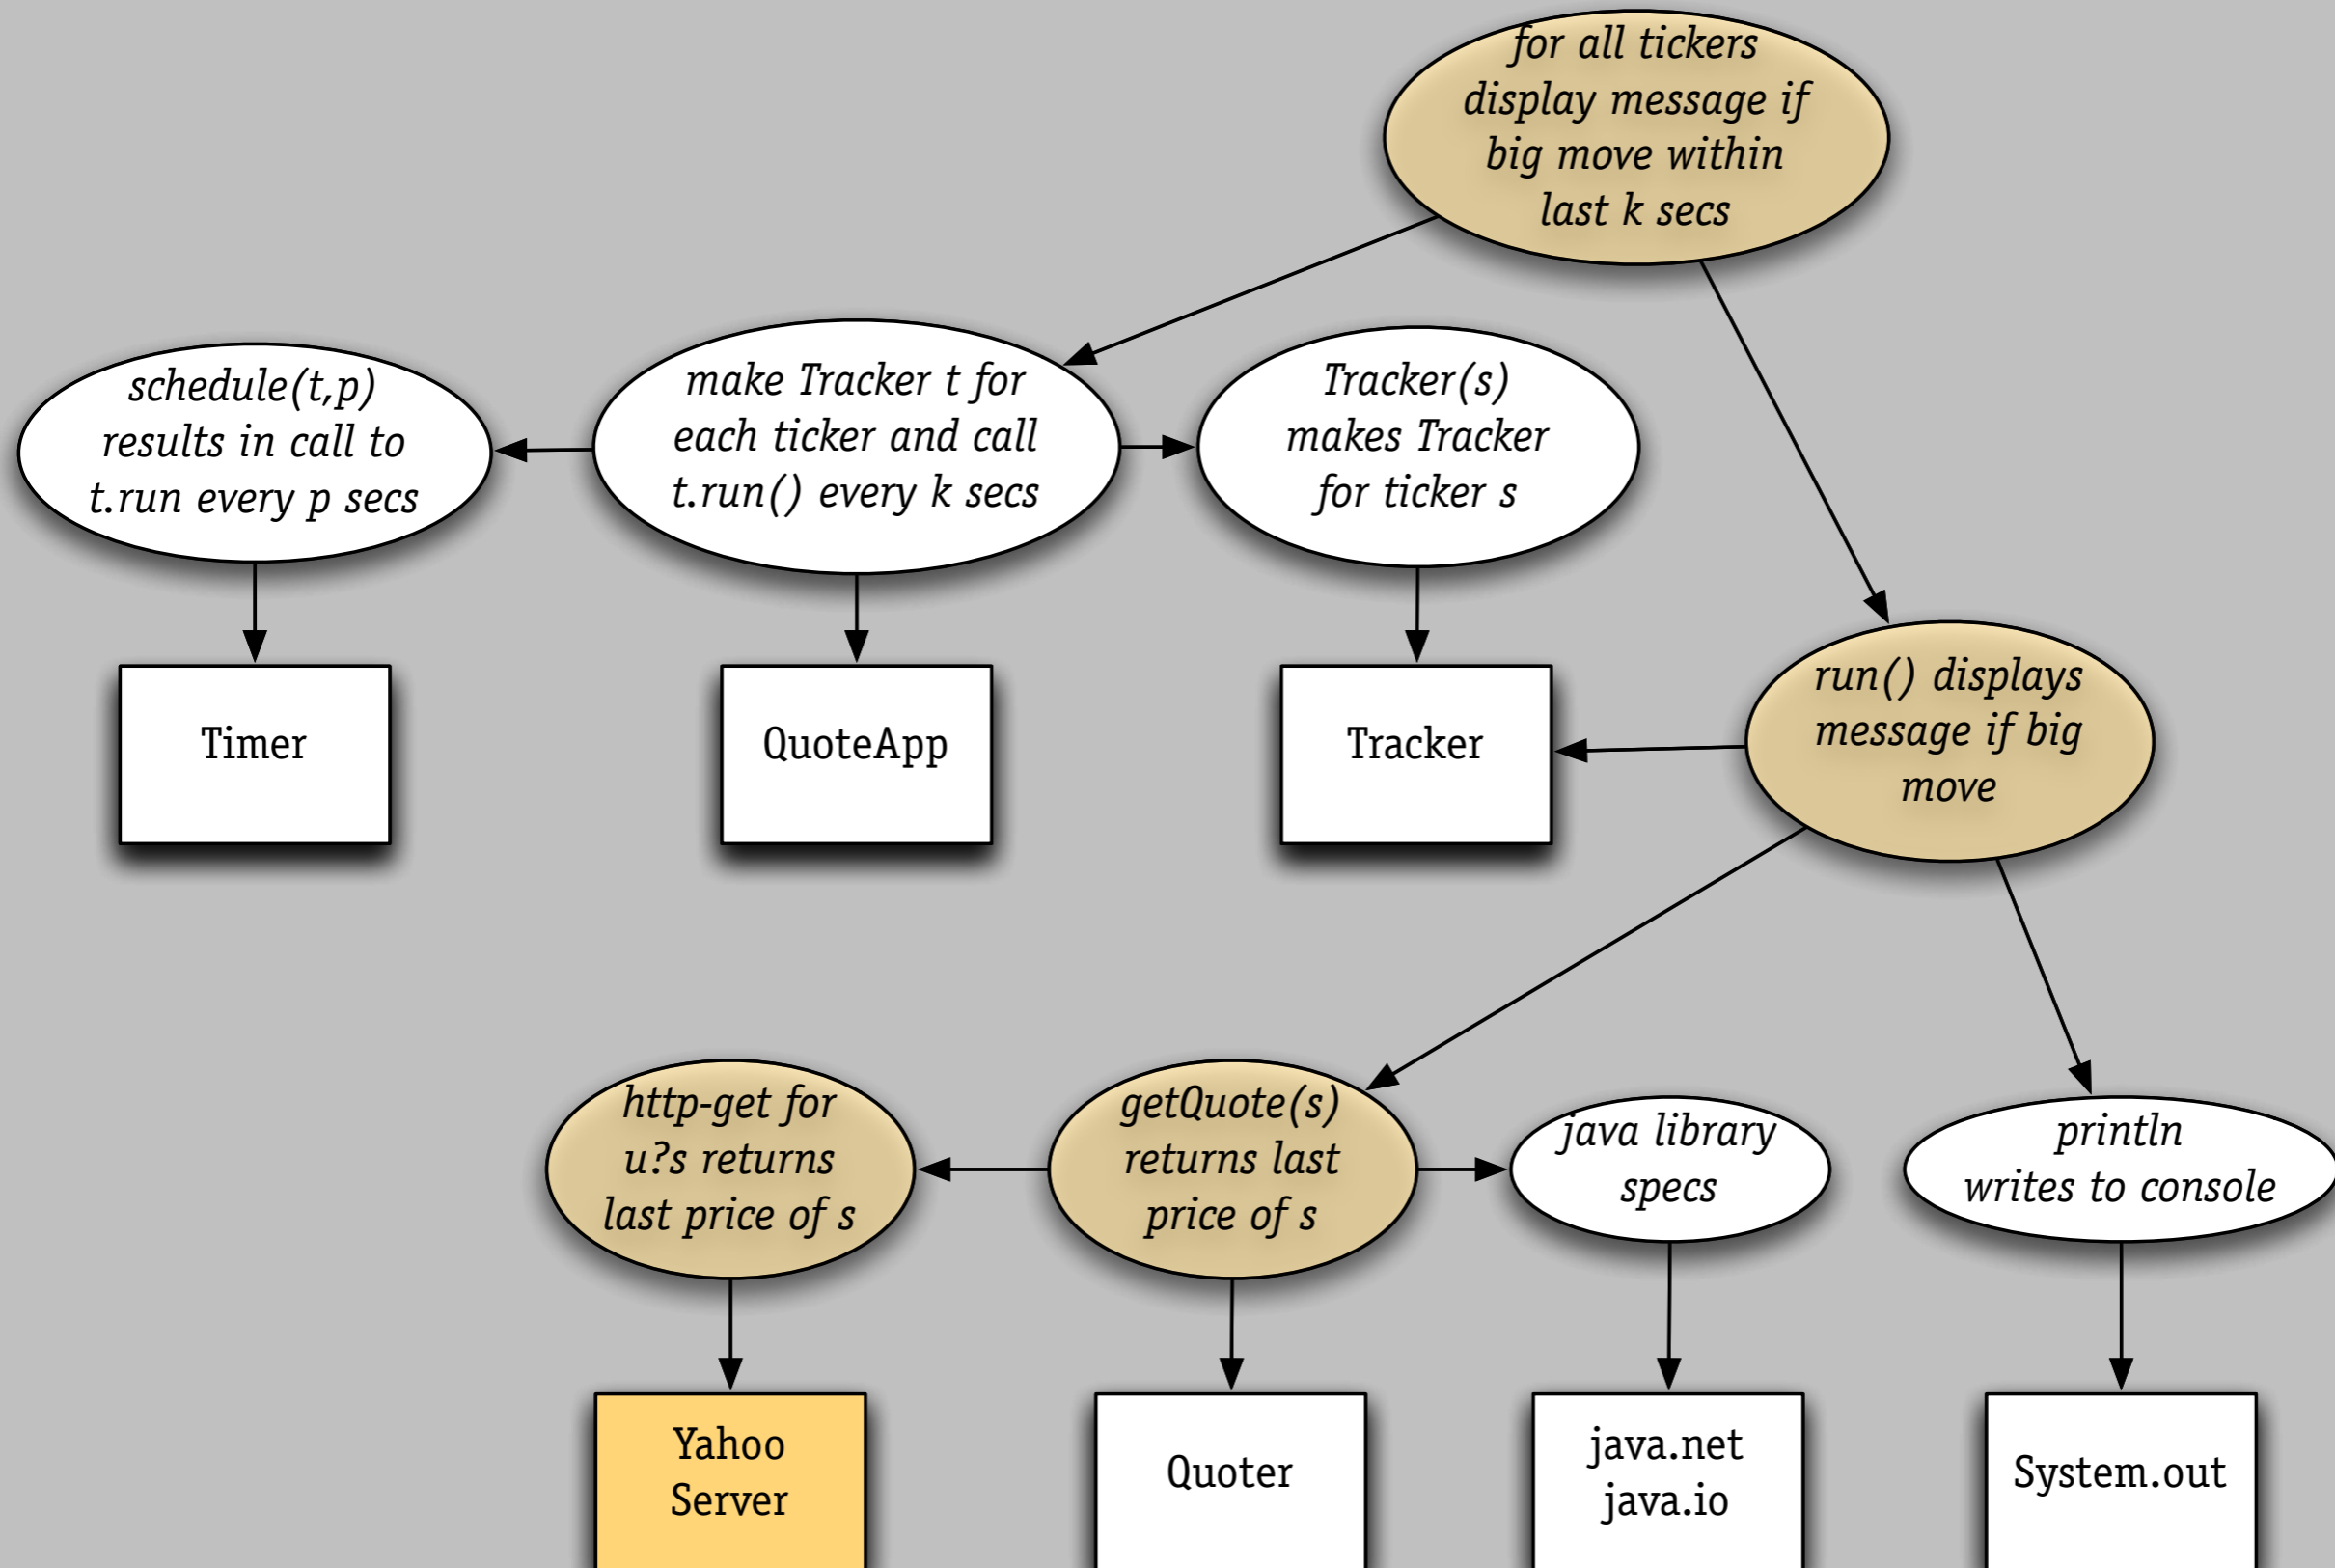 for all tickers
display message if
big move within
last k secs
schedule(t,p)
results in call to
t.run every p secs
make Tracker t for
each ticker and call
t.run() every k secs
Tracker(s)
makes Tracker
for ticker s
Timer
QuoteApp
Tracker
run() displays
message if big
move
http-get for
u?s returns
last price of s
getQuote(s)
returns last
price of s
java library
specs
println
writes to console
Yahoo
Server
Quoter
java.net
java.io
System.out